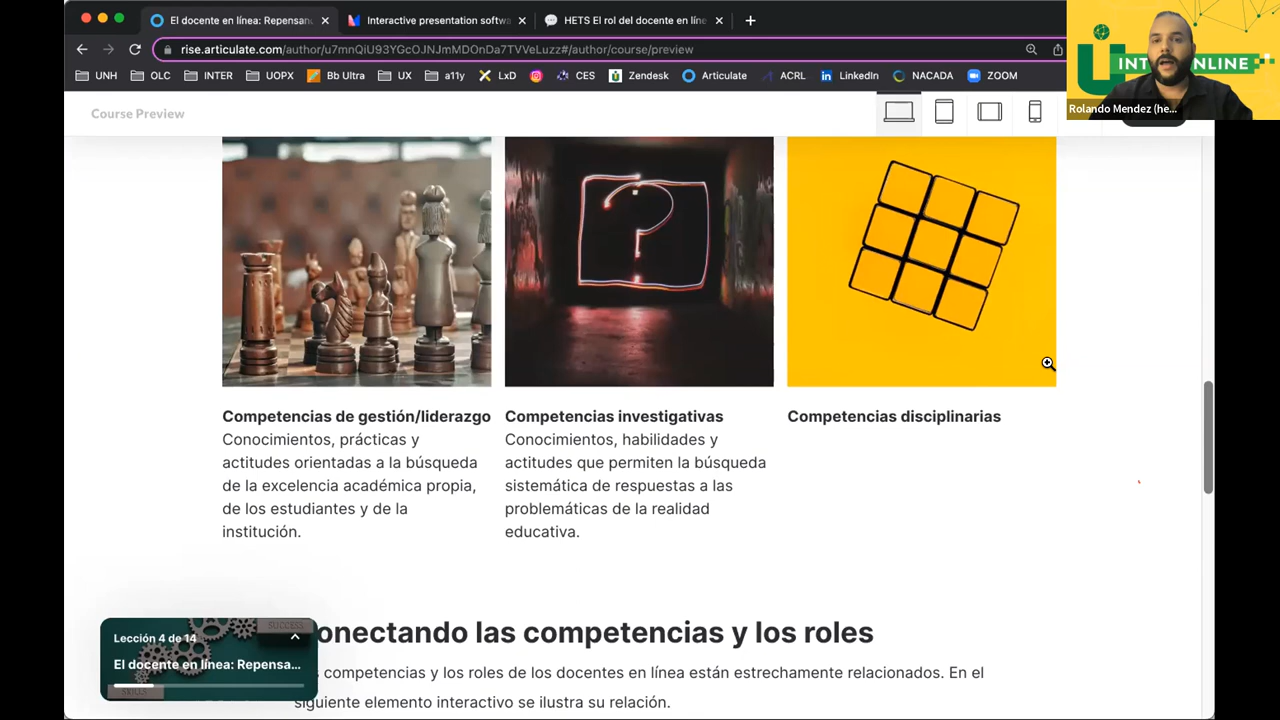 El docente en línea: Repensand
Interactive presentation softwa
HETS El rol del docente en líne
rise.articulate.com/author/u7mnQiU93YGcOJNJmMDOnDa7TVVeLuzz#/author/course/preview
UNH OLC INTER UOPX Bb Ultra UX a11y LxD CES Zendesk Articulate ACRL LinkedIn NACADA ZOOM
Rolando Mendez (he...
Course Preview
Competencias de gestión/liderazgo
Conocimientos, prácticas y
actitudes orientadas a la búsqueda
de la excelencia académica propia,
de los estudiantes y de la
institución.
Competencias investigativas
Conocimientos, habilidades y
actitudes que permiten la búsqueda
sistemática de respuestas a las
problemáticas de la realidad
educativa.
Competencias disciplinarias
onectando las competencias y los roles
competencias y los roles de los docentes en línea están estrechamente relacionados. En el
siguiente elemento interactivo se ilustra su relación.
SUCCESS
Lección 4 de 14
El docente en línea: Repensa...
SKILLS